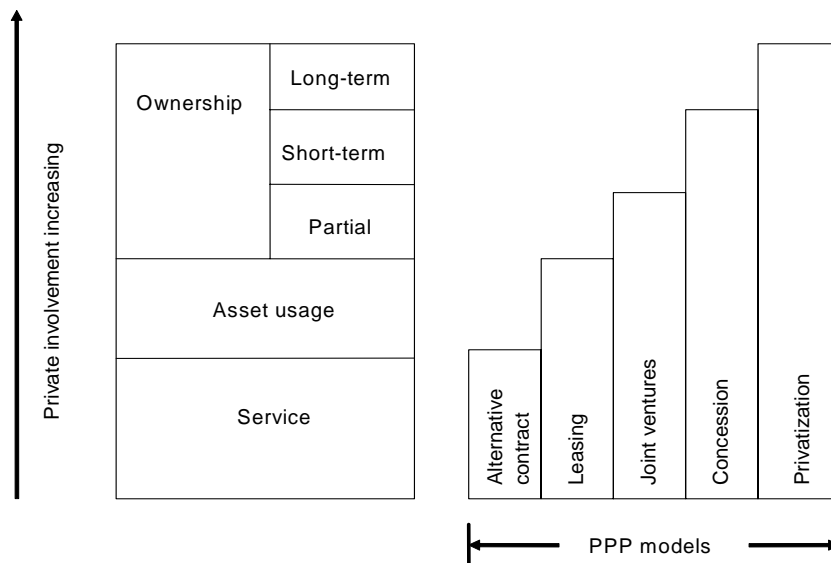 Private involvement increasing
Ownership
Long-term
Short-term
Partial
Asset usage
Service
Alternative
contract
Leasing
Joint ventures
Concession
Privatization
PPP models